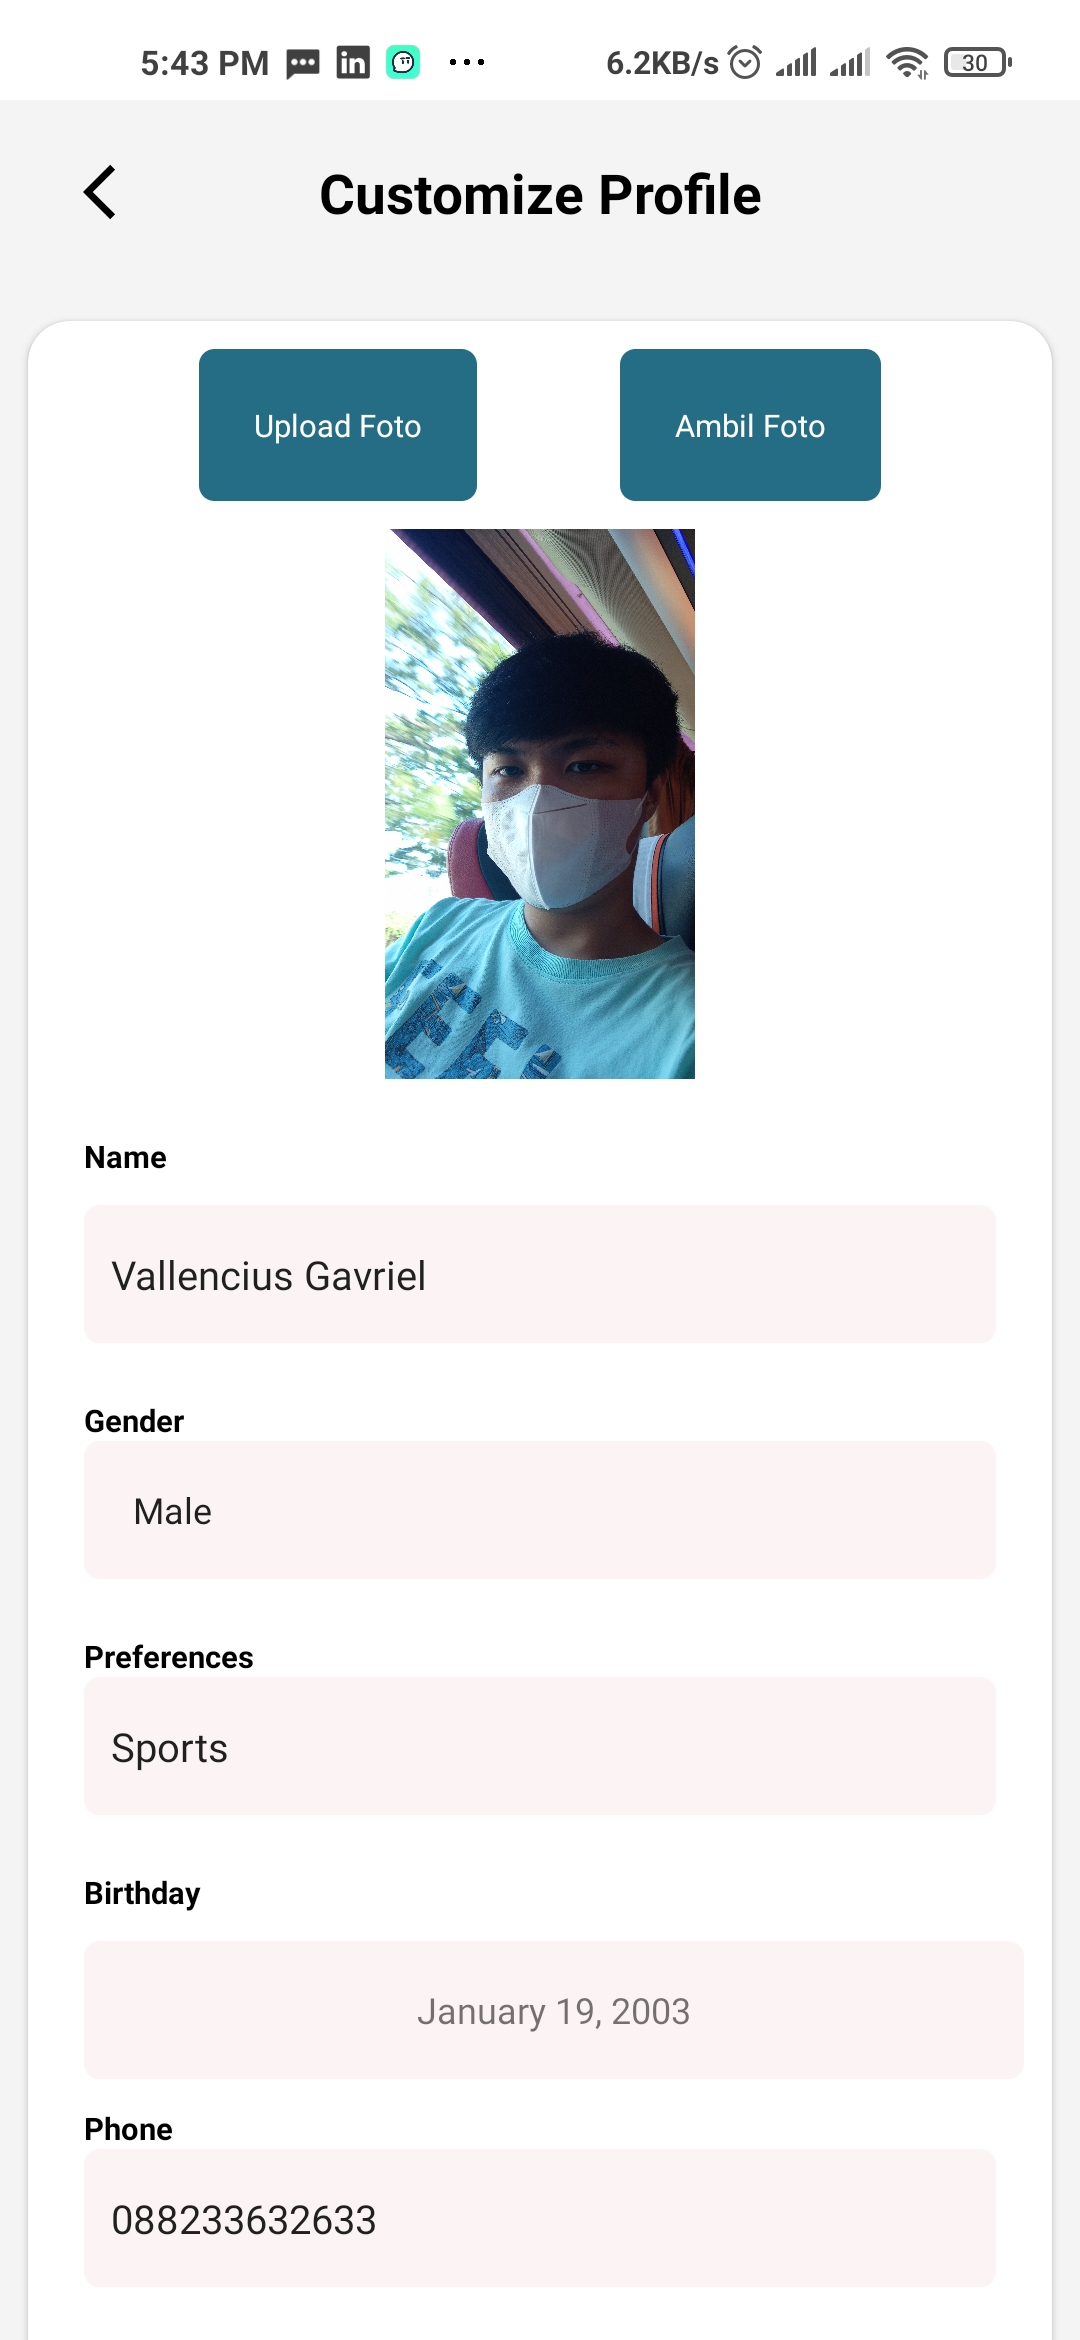 5:43 PM 6.2KB/s 30
Customize Profile
Upload Foto Ambil Foto
Name
Vallencius Gavriel
Gender
Male
Preferences
Sports
Birthday
January 19, 2003
Phone
088233632633